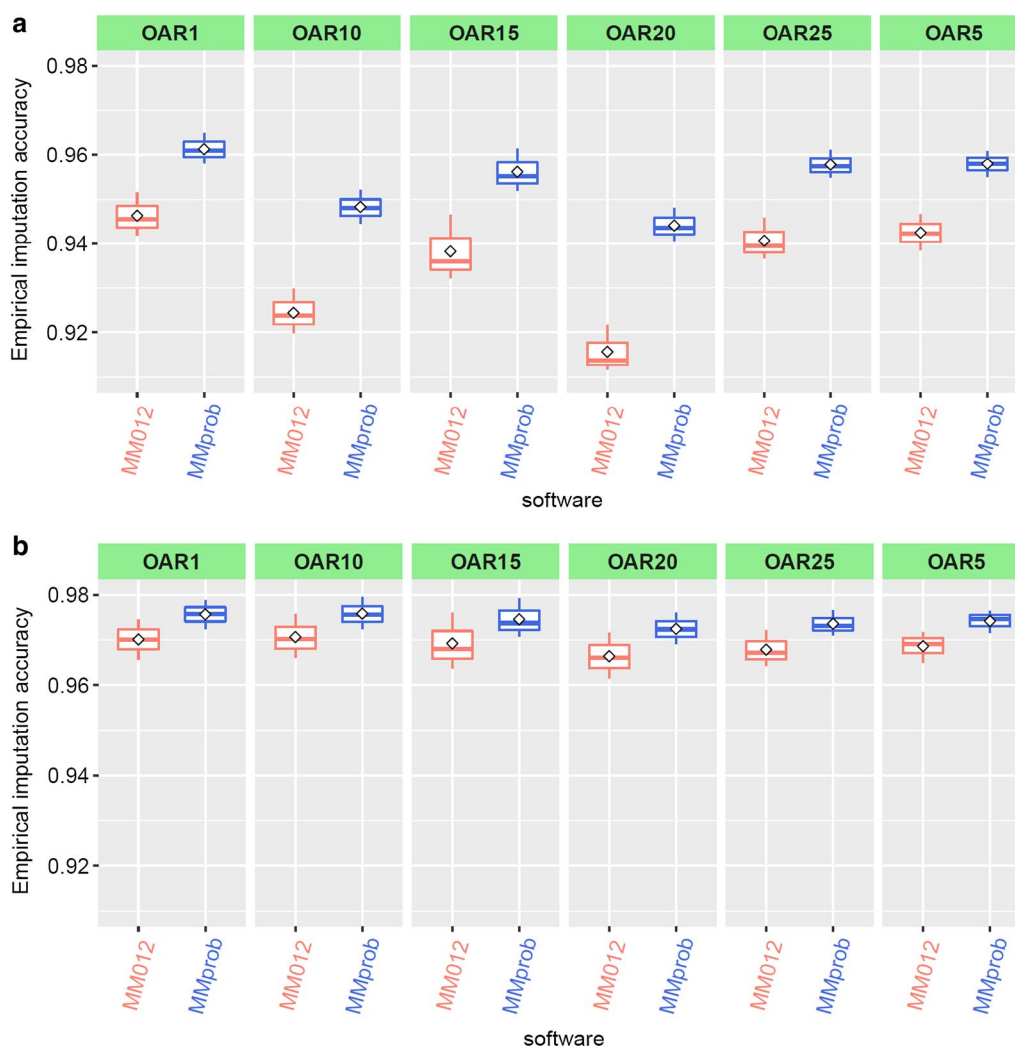 a
OAR1 OAR10 OAR15 OAR20 OAR25 OAR5
Empirical imputation accuracy
0.98
0.96
0.94
0.92
MM012 MMprob MM012 MMprob MM012 MMprob MM012 MMprob MM012 MMprob MM012 MMprob
software
b
OAR1 OAR10 OAR15 OAR20 OAR25 OAR5
Empirical imputation accuracy
0.98
0.96
0.94
0.92
MM012 MMprob MM012 MMprob MM012 MMprob MM012 MMprob MM012 MMprob MM012 MMprob
software